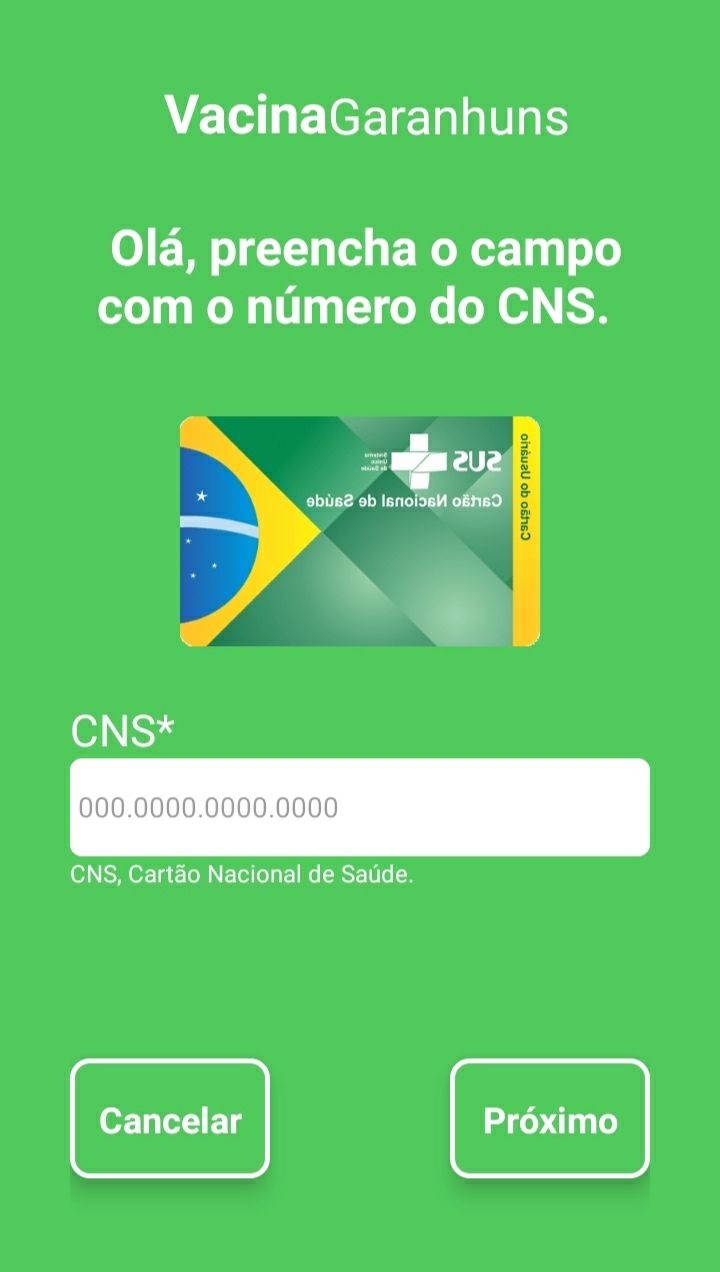 VacinaGaranhuns
Olá, preencha o campo
com o número do CNS.
SUS
Sistema
Único
de Saúde
Cartão Nacional de Saúde
Cartão do Usuário
CNS*
000.0000.0000.0000
CNS, Cartão Nacional de Saúde.
Cancelar
Próximo